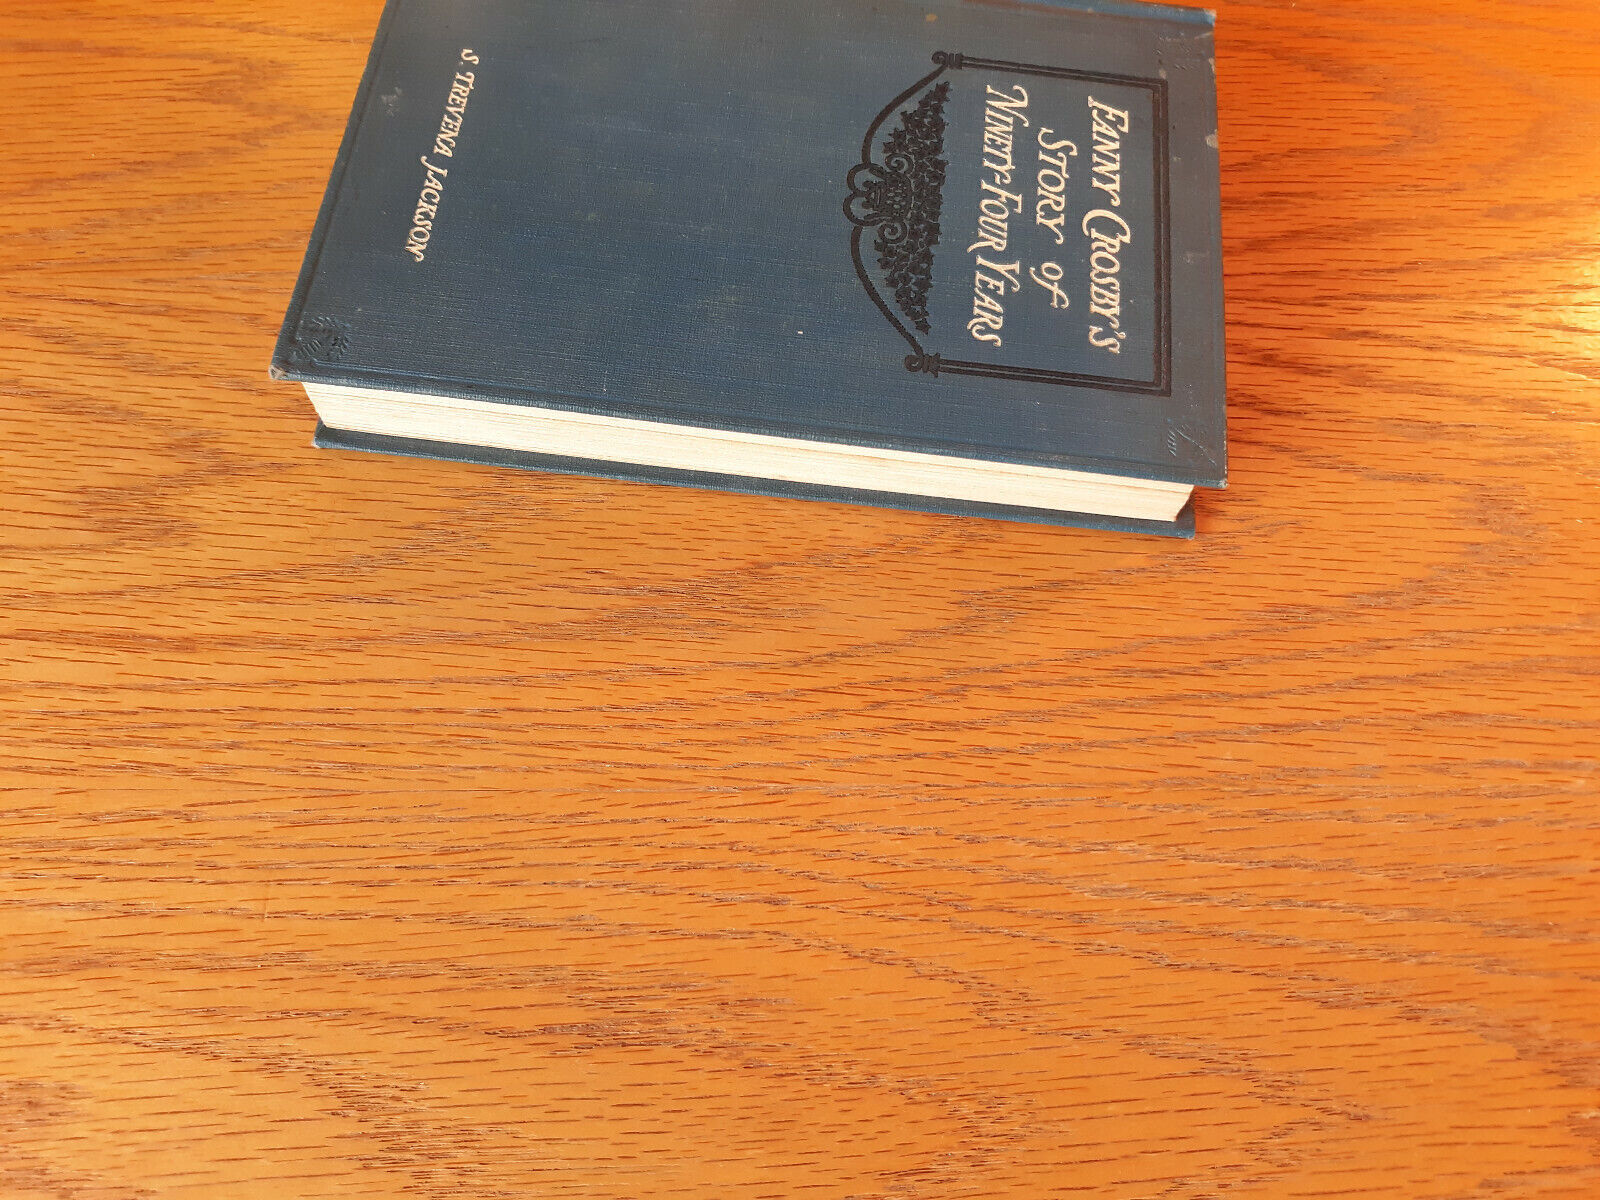 FANNY CROSBY'S
STORY of
NINETY-FOUR YEARS
S. TREVENA JACKSON